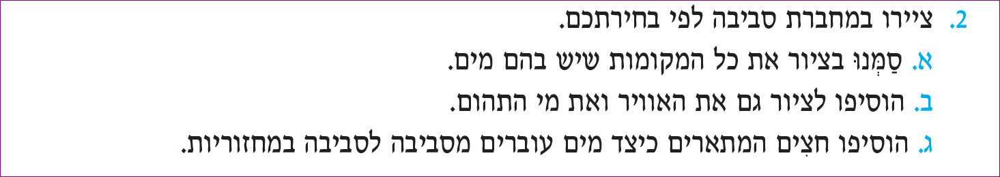 2. ציירו במחברת סביבה לפי בחירתכם.
א. סַמְּנוּ בציור את כל המקומות שיש בהם מים.
ב. הוסיפו לציור גם את האוויר ואת מי התהום.
ג. הוסיפו חצִים המתארים כיצד מים עוברים מסביבה לסביבה במחזוריות.